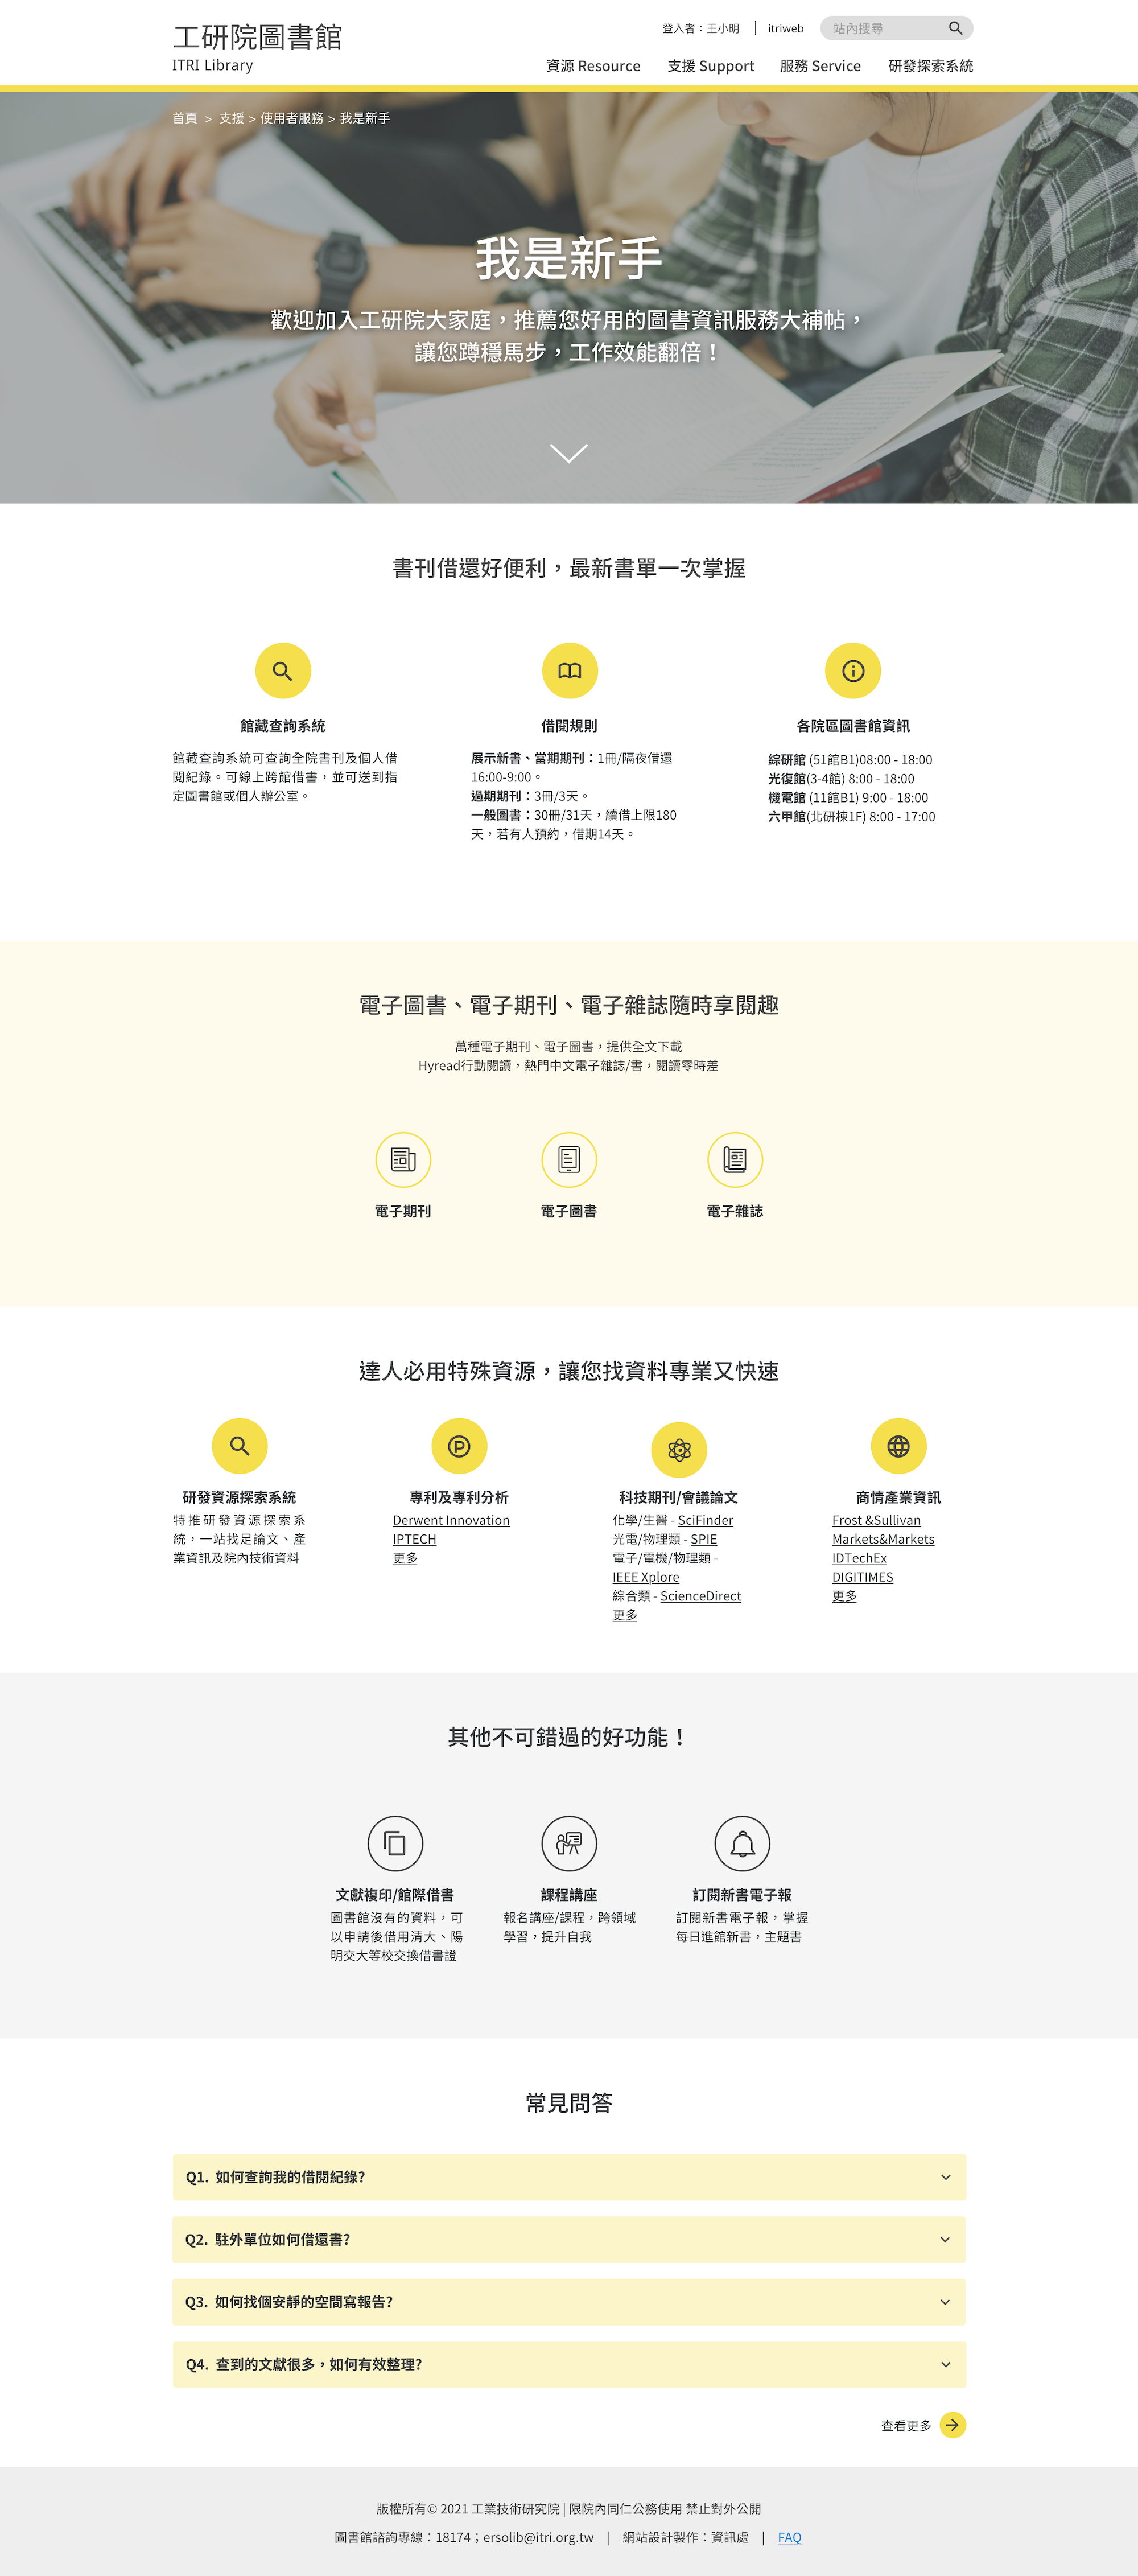 工研院圖書館
ITRI Library
登入者：王小明 | itriweb 站內搜尋
資源 Resource 支援 Support 服務 Service 研發探索系統
首頁 > 支援 > 使用者服務 > 我是新手
我是新手
歡迎加入工研院大家庭，推薦您好用的圖書資訊服務大補帖，
讓您蹲穩馬步，工作效能翻倍！
書刊借還好便利，最新書單一次掌握
館藏查詢系統
館藏查詢系統可查詢全院書刊及個人借
閱紀錄。可線上跨館借書，並可送到指
定圖書館或個人辦公室。
借閱規則
展示新書、當期期刊：1冊/隔夜借還
16:00-9:00。
過期期刊：3冊/3天。
一般圖書：30冊/31天，續借上限180
天，若有人預約，借期14天。
各院區圖書館資訊
綜研館 (51館B1)08:00 - 18:00
光復館(3-4館) 8:00 - 18:00
機電館 (11館B1) 9:00 - 18:00
六甲館(北研棟1F) 8:00 - 17:00
電子圖書、電子期刊、電子雜誌隨時享閱趣
萬種電子期刊、電子圖書，提供全文下載
Hyread行動閱讀，熱門中文電子雜誌/書，閱讀零時差
電子期刊
電子圖書
電子雜誌
達人必用特殊資源，讓您找資料專業又快速
研發資源探索系統
特推研發資源探索系
統，一站找足論文、產
業資訊及院內技術資料
專利及專利分析
Derwent Innovation
IPTECH
更多
科技期刊/會議論文
化學/生醫 - SciFinder
光電/物理類 - SPIE
電子/電機/物理類 -
IEEE Xplore
綜合類 - ScienceDirect
更多
商情產業資訊
Frost &Sullivan
Markets&Markets
IDTechEx
DIGITIMES
更多
其他不可錯過的好功能！
文獻複印/館際借書
圖書館沒有的資料，可
以申請後借用清大、陽
明交大等校交換借書證
課程講座
報名講座/課程，跨領域
學習，提升自我
訂閱新書電子報
訂閱新書電子報，掌握
每日進館新書，主題書
常見問答
Q1. 如何查詢我的借閱紀錄?
Q2. 駐外單位如何借還書?
Q3. 如何找個安靜的空間寫報告?
Q4. 查到的文獻很多，如何有效整理?
查看更多
版權所有© 2021 工業技術研究院 | 限院內同仁公務使用 禁止對外公開
圖書館諮詢專線：18174；ersolib@itri.org.tw | 網站設計製作：資訊處 | FAQ